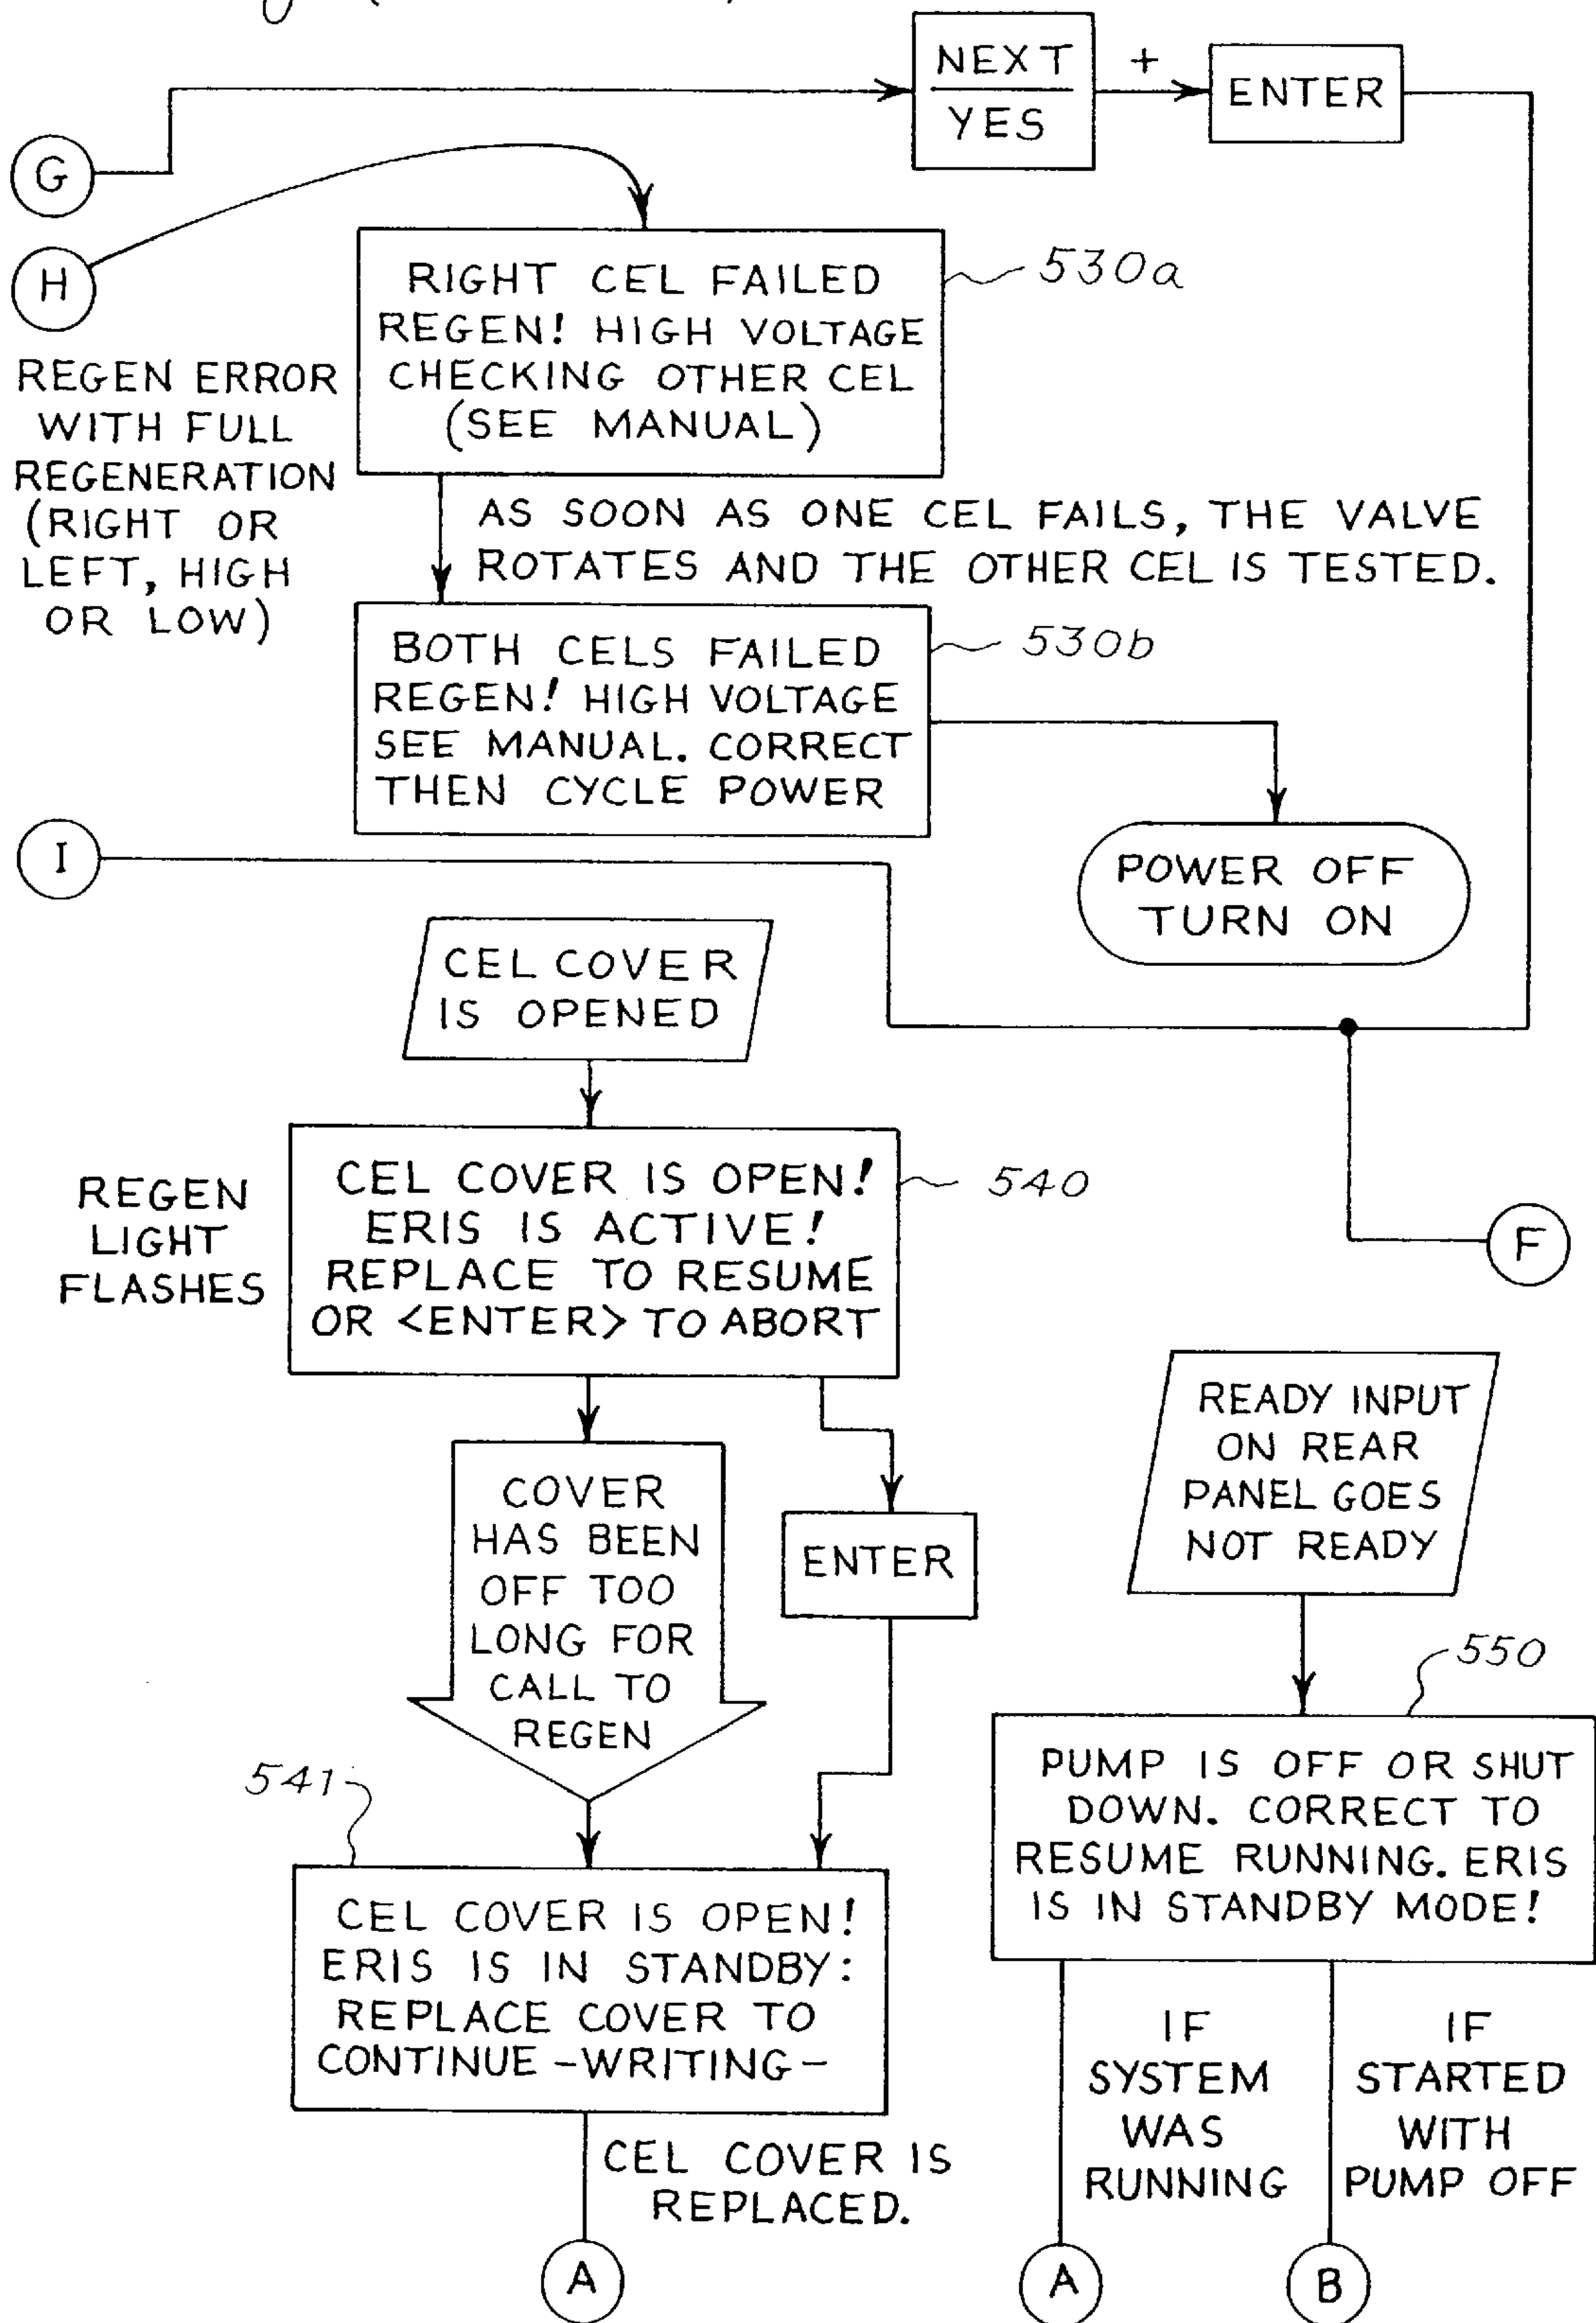 NEXT
YES
+
ENTER
G
H
RIGHT CEL FAILED
REGEN! HIGH VOLTAGE
CHECKING OTHER CEL
(SEE MANUAL)
530a
REGEN ERROR
WITH FULL
REGENERATION
(RIGHT OR
LEFT, HIGH
OR LOW)
AS SOON AS ONE CEL FAILS, THE VALVE
ROTATES AND THE OTHER CEL IS TESTED.
BOTH CELS FAILED
REGEN! HIGH VOLTAGE
SEE MANUAL. CORRECT
THEN CYCLE POWER
530b
I
POWER OFF
TURN ON
CEL COVER
IS OPENED
REGEN
LIGHT
FLASHES
CEL COVER IS OPEN!
ERIS IS ACTIVE!
REPLACE TO RESUME
OR <ENTER> TO ABORT
540
F
COVER
HAS BEEN
OFF TOO
LONG FOR
CALL TO
REGEN
ENTER
READY INPUT
ON REAR
PANEL GOES
NOT READY
550
541
CEL COVER IS OPEN!
ERIS IS IN STANDBY:
REPLACE COVER TO
CONTINUE -WRITING-
PUMP IS OFF OR SHUT
DOWN. CORRECT TO
RESUME RUNNING. ERIS
IS IN STANDBY MODE!
CEL COVER IS
REPLACED.
IF
SYSTEM
WAS
RUNNING
IF
STARTED
WITH
PUMP OFF
A
A
B